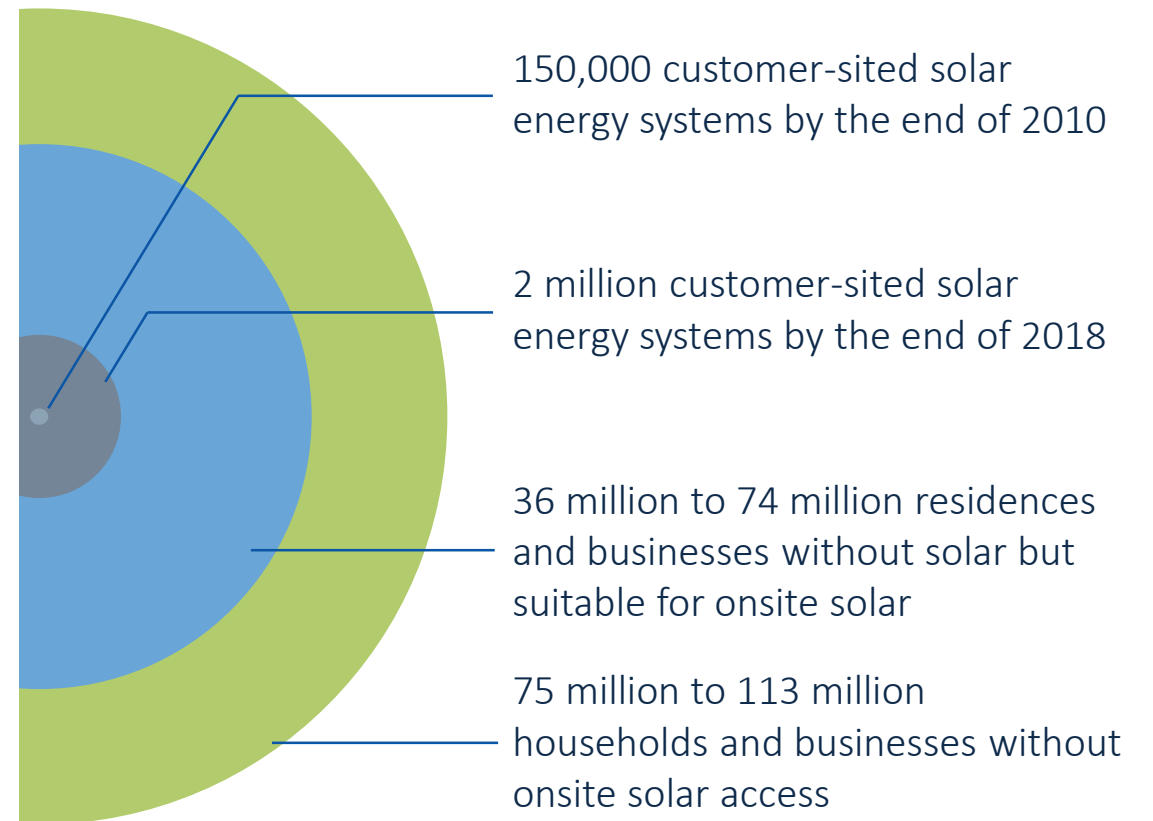 150,000 customer-sited solar
energy systems by the end of 2010
2 million customer-sited solar
energy systems by the end of 2018
36 million to 74 million residences
and businesses without solar but
suitable for onsite solar
75 million to 113 million
households and businesses without
onsite solar access